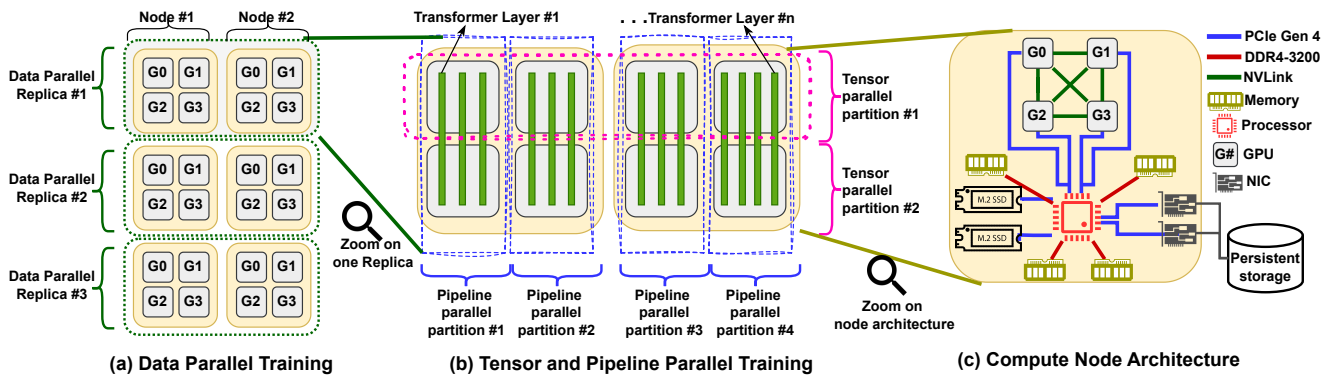 Node #1
Node #2
Data Parallel
Replica #1
G0
G1
G0
G1
G2
G3
G2
G3
Data Parallel
Replica #2
G0
G1
G0
G1
G2
G3
G2
G3
Data Parallel
Replica #3
G0
G1
G0
G1
G2
G3
G2
G3
Zoom on
one Replica
(a) Data Parallel Training
Transformer Layer #1
. . .Transformer Layer #n
Tensor
parallel
partition #1
Tensor
parallel
partition #2
Pipeline
parallel
partition #1
Pipeline
parallel
partition #2
Pipeline
parallel
partition #3
Pipeline
parallel
partition #4
Zoom on
node architecture
(b) Tensor and Pipeline Parallel Training
G0
G1
G2
G3
M.2 SSD
M.2 SSD
PCIe Gen 4
DDR4-3200
NVLink
Memory
Processor
G#
GPU
NIC
Persistent
storage
(c) Compute Node Architecture